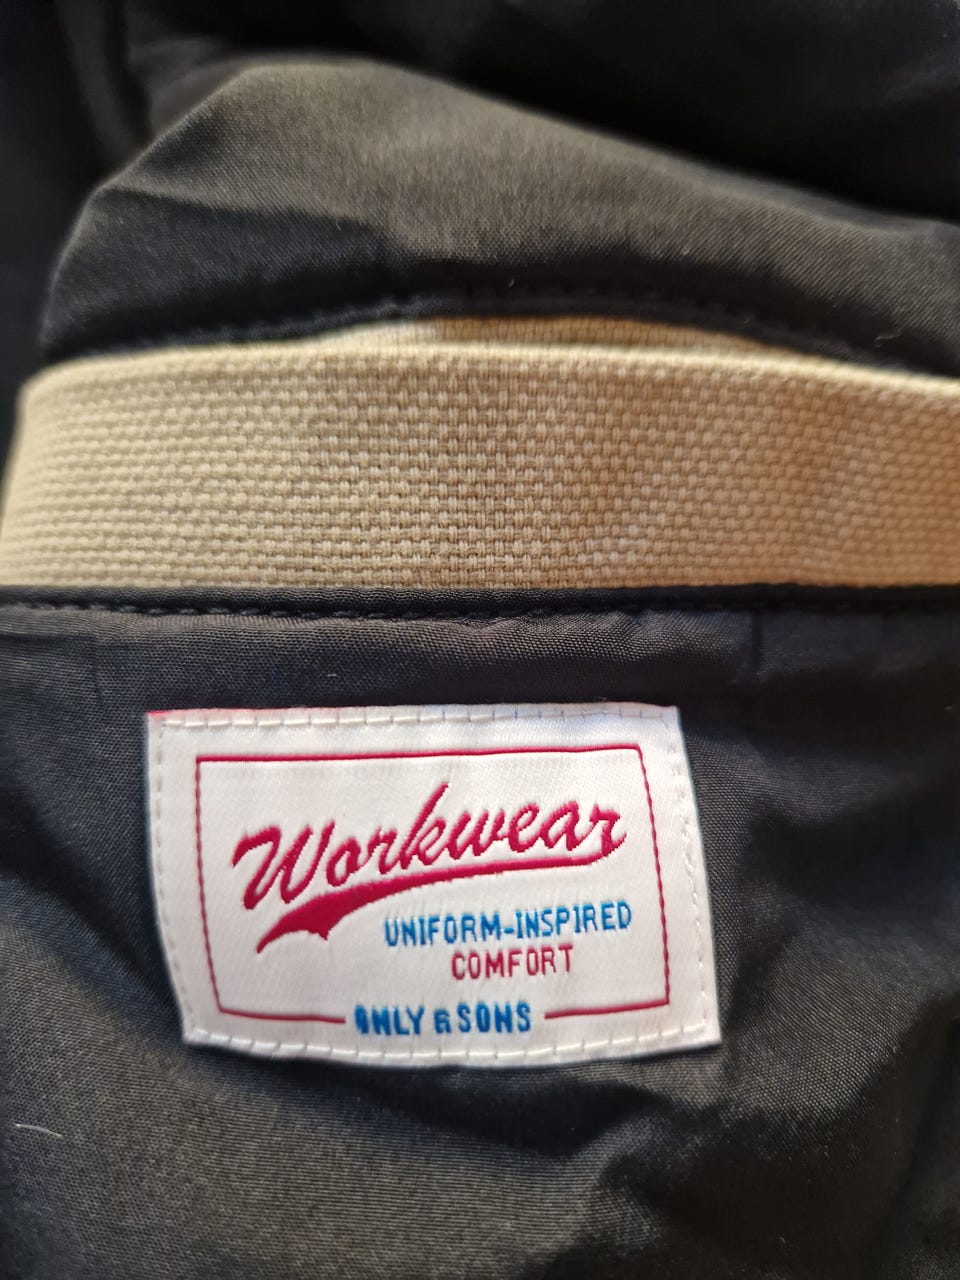 Workwear
UNIFORM-INSPIRED
COMFORT
ONLY & SONS